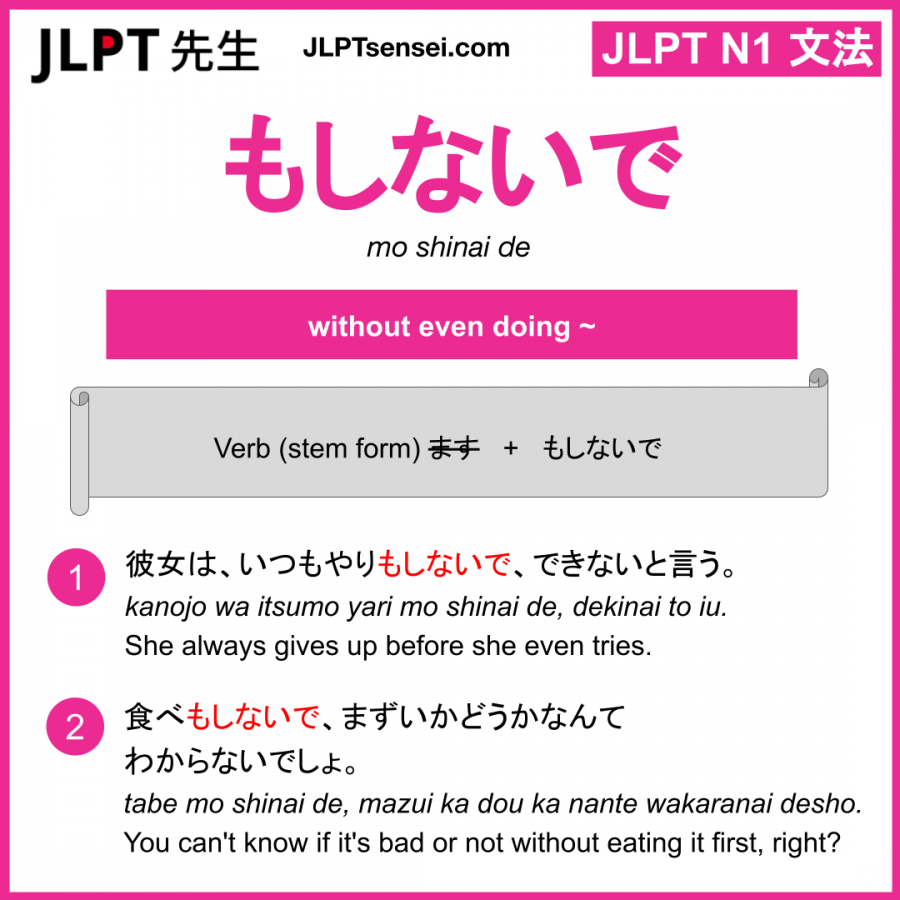 JLPT 先生
JLPTsensei.com
JLPT N1 文法
もしないで
mo shinai de
without even doing ~
Verb (stem form) ます + もしないで
1
彼女は、いつもやりもしないで、できないと言う。
kanojo wa itsumo yari mo shinai de, dekinai to iu.
She always gives up before she even tries.
2
食べもしないで、まずいかどうかなんて
わからないでしょ。
tabe mo shinai de, mazui ka dou ka nante wakaranai desho.
You can't know if it's bad or not without eating it first, right?